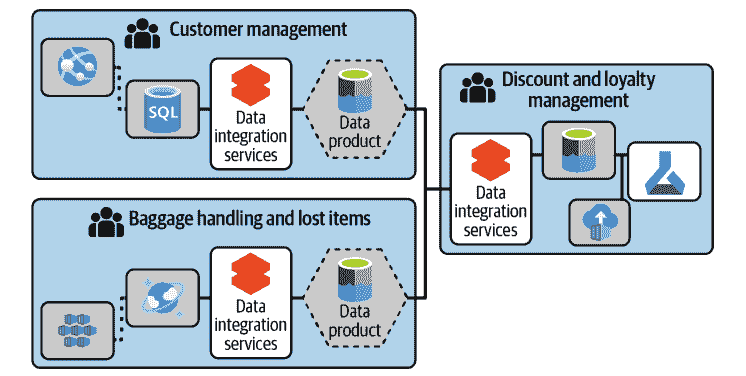 Customer management
SQL
Data
integration
services
Data
product
Baggage handling and lost items
Data
integration
services
Data
product
Discount and loyalty
management
Data
integration
services